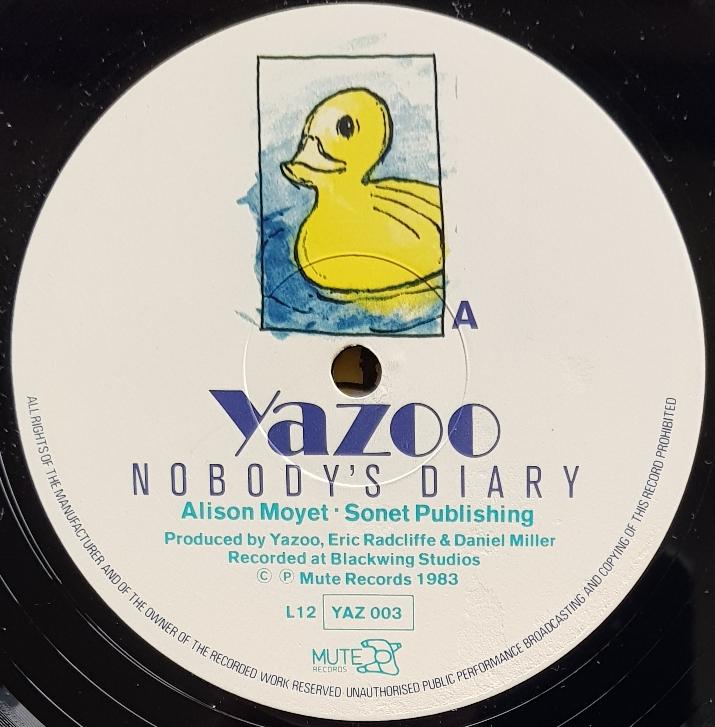 A
Yazoo
NOBODY'S DIARY
Alison Moyet · Sonet Publishing
Produced by Yazoo, Eric Radcliffe & Daniel Miller
Recorded at Blackwing Studios
© ℗ Mute Records 1983
L12 YAZ 003
MUTE
RECORDS
ALL RIGHTS OF THE MANUFACTURER AND OF THE OWNER OF THE RECORDED WORK RESERVED UNAUTHORISED PUBLIC PERFORMANCE BROADCASTING AND COPYING OF THIS RECORD PROHIBITED